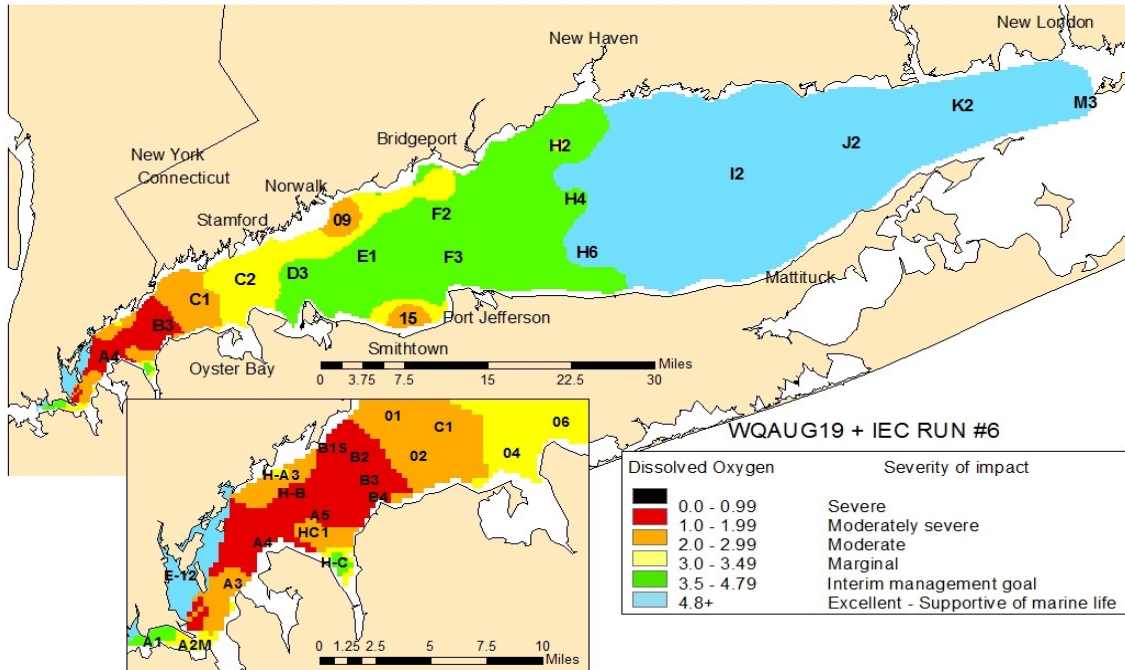 New London
New Haven
M3
K2
J2
Bridgeport
H2
New York
Connecticut
I2
Norwalk
H4
09
F2
Stamford
H6
E1
F3
D3
C2
Mattituck
C1
15
Port Jefferson
B3
Smithtown
A4
Oyster Bay
Miles
0 3.75 7.5 15 22.5 30
WQAUG19 + IEC RUN #6
01
06
C1
B1S
B2
02
04
H-A3
B3
H-B
B4
A5
HC1
A4
H-C
E-12
A3
A1
A2M
Miles
0 1.25 2.5 5 7.5 10
Dissolved Oxygen Severity of impact
0.0 - 0.99 Severe
1.0 - 1.99 Moderately severe
2.0 - 2.99 Moderate
3.0 - 3.49 Marginal
3.5 - 4.79 Interim management goal
4.8+ Excellent - Supportive of marine life